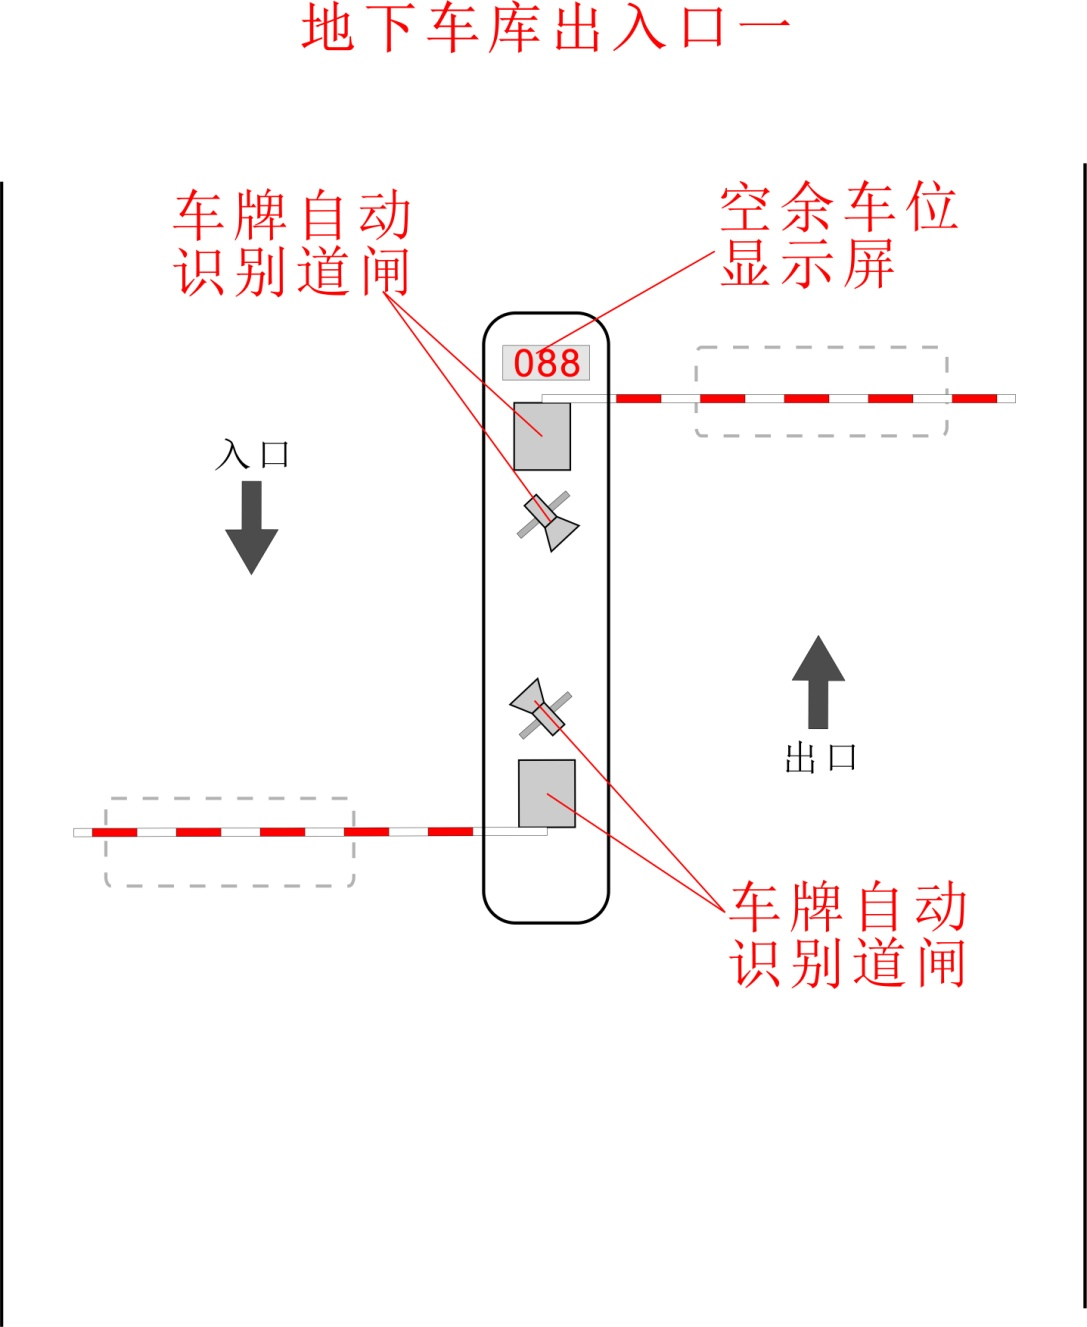 地下车库出入口一
车牌自动
识别道闸
空余车位
显示屏
088
入口
出口
车牌自动
识别道闸